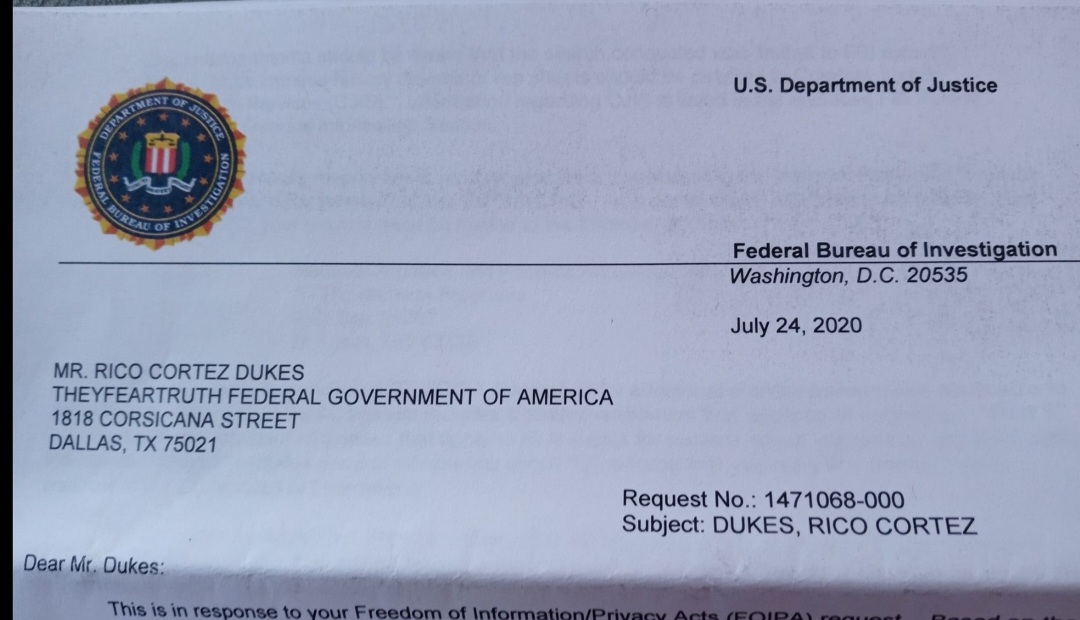 DEPARTMENT OF JUSTICE
FEDERAL BUREAU OF INVESTIGATION
U.S. Department of Justice
Federal Bureau of Investigation
Washington, D.C. 20535
July 24, 2020
MR. RICO CORTEZ DUKES
THEYFEARTRUTH FEDERAL GOVERNMENT OF AMERICA
1818 CORSICANA STREET
DALLAS, TX 75021
Request No.: 1471068-000
Subject: DUKES, RICO CORTEZ
Dear Mr. Dukes:
This is in response to your Freedom of Information/Privacy Acts (FOIPA) request. Based on the